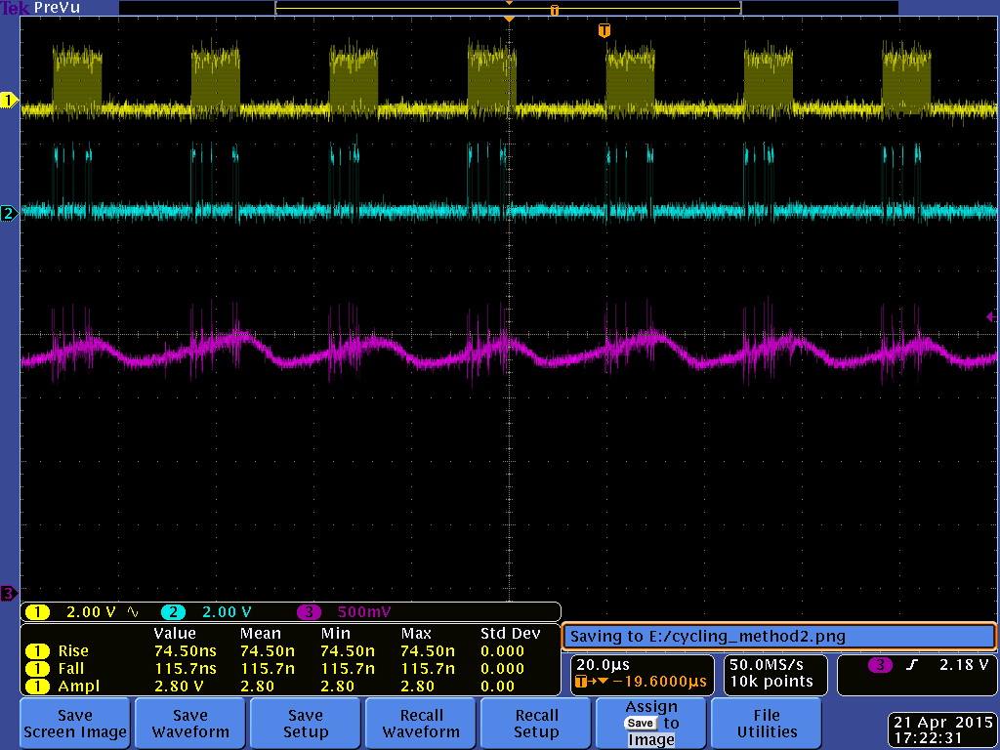 Tek PreVu
T
T
1
2
3
1 2.00 V ∿ 2 2.00 V 3 500mV
Value Mean Min Max Std Dev
1 Rise 74.50ns 74.50n 74.50n 74.50n 0.000
1 Fall 115.7ns 115.7n 115.7n 115.7n 0.000
1 Ampl 2.80 V 2.80 2.80 2.80 0.00
Saving to E:/cycling_method2.png
20.0µs
T→▼ −19.6000µs
50.0MS/s
10k points
3 2.18 V
Save
Screen Image
Save
Waveform
Save
Setup
Recall
Waveform
Recall
Setup
Assign
Save to
Image
File
Utilities
21 Apr 2015
17:22:31